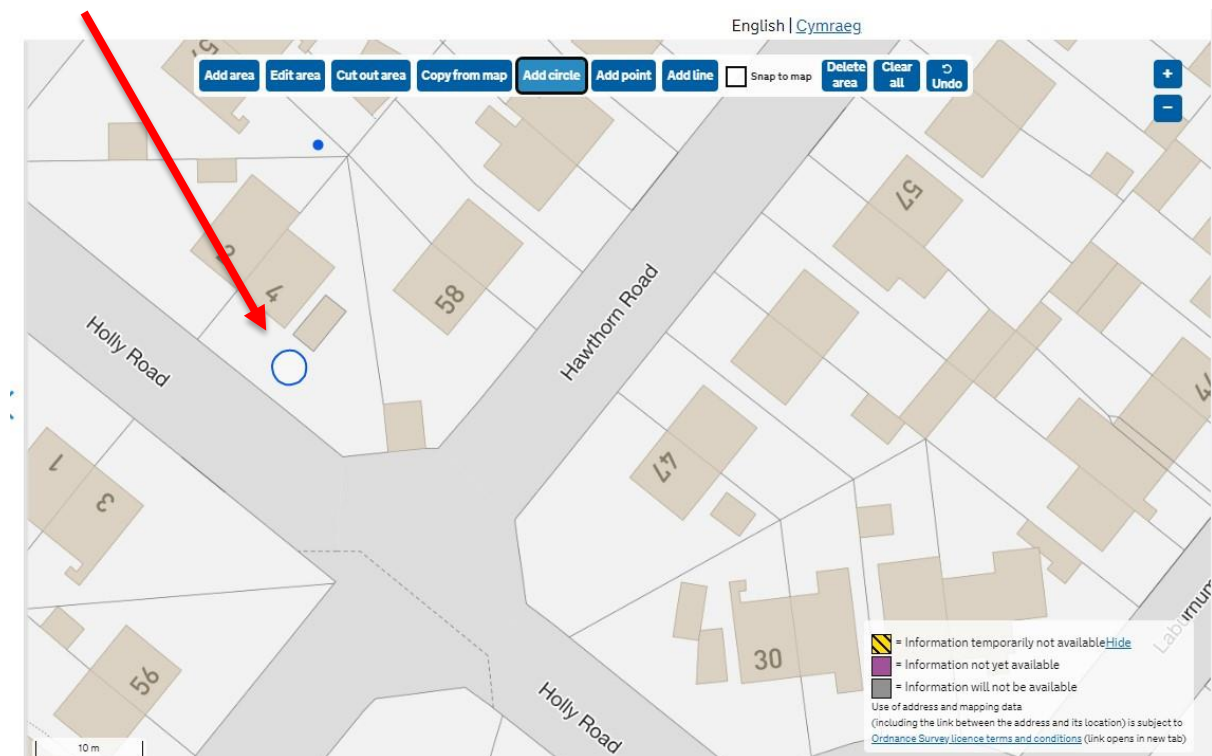 English | Cymraeg
Add area Edit area Cut out area Copy from map Add circle Add point Add line Snap to map Delete area Clear all Undo
+
−
57
2
4
58
57
Holly Road
Hawthorn Road
47
1
3
56
30
Holly Road
Laburnum
= Information temporarily not available Hide
= Information not yet available
= Information will not be available
Use of address and mapping data
(including the link between the address and its location) is subject to
Ordnance Survey licence terms and conditions (link opens in new tab)
10 m